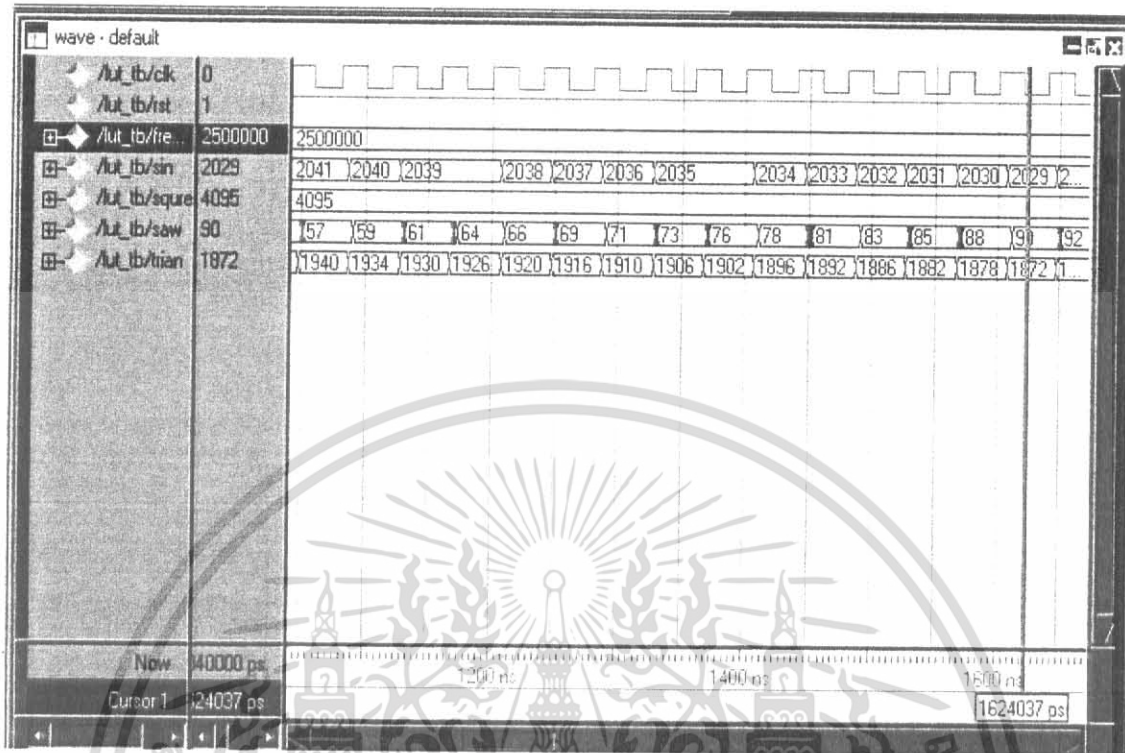 wave - default
/lut_tb/clk 0
/lut_tb/rst 1
/lut_tb/fre... 2500000 2500000
/lut_tb/sin 2029 2041 2040 2039 2038 2037 2036 2035 2034 2033 2032 2031 2030 2029 2...
/lut_tb/squre 4095 4095
/lut_tb/saw 90 57 59 61 64 66 69 71 73 76 78 81 83 85 88 90 92
/lut_tb/trian 1872 1940 1934 1930 1926 1920 1916 1910 1906 1902 1896 1892 1886 1882 1878 1872 1...
Now 40000 ps 1200 ns 1400 ns 1600 ns
Cursor 1 24037 ps 1624037 ps